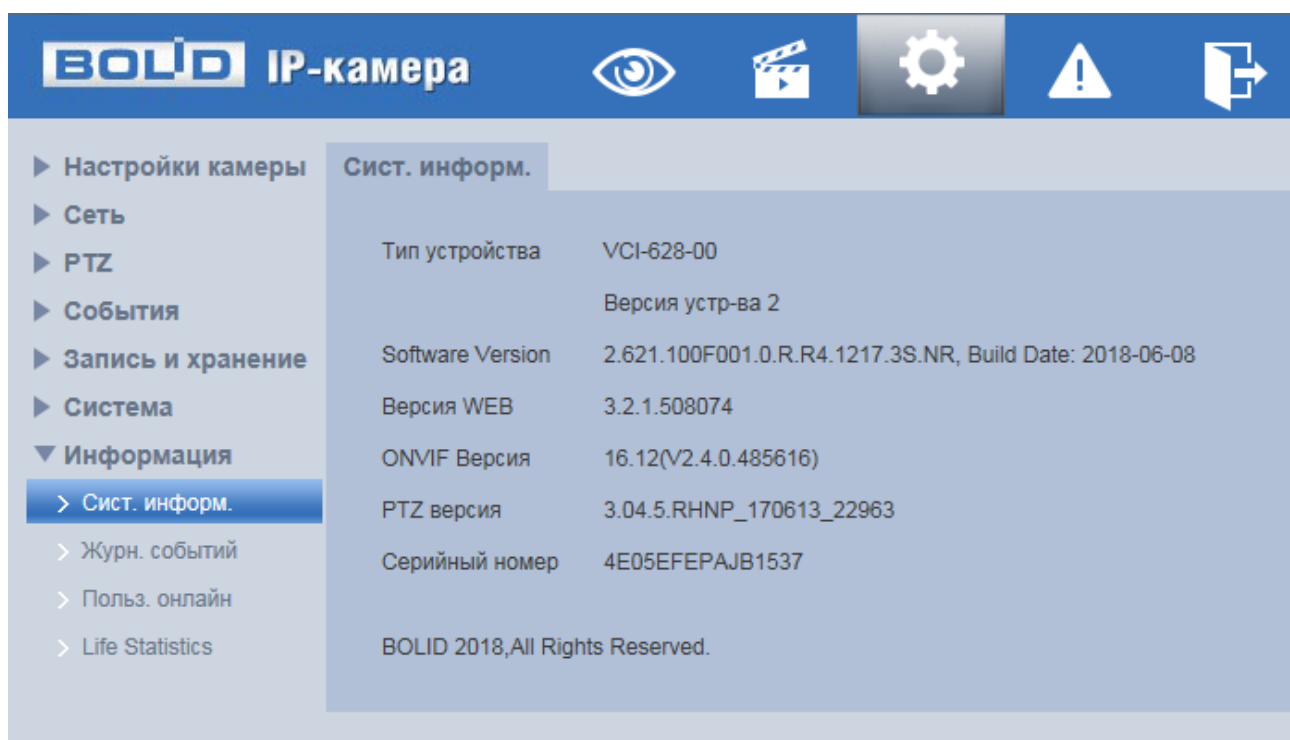 BOLID IP-камера
Настройки камеры
Сеть
PTZ
События
Запись и хранение
Система
Информация
Сист. информ.
Журн. событий
Польз. онлайн
Life Statistics
Сист. информ.
Тип устройства VCI-628-00
Версия устр-ва 2
Software Version 2.621.100F001.0.R.R4.1217.3S.NR, Build Date: 2018-06-08
Версия WEB 3.2.1.508074
ONVIF Версия 16.12(V2.4.0.485616)
PTZ версия 3.04.5.RHNP_170613_22963
Серийный номер 4E05EFEPAJB1537
BOLID 2018,All Rights Reserved.